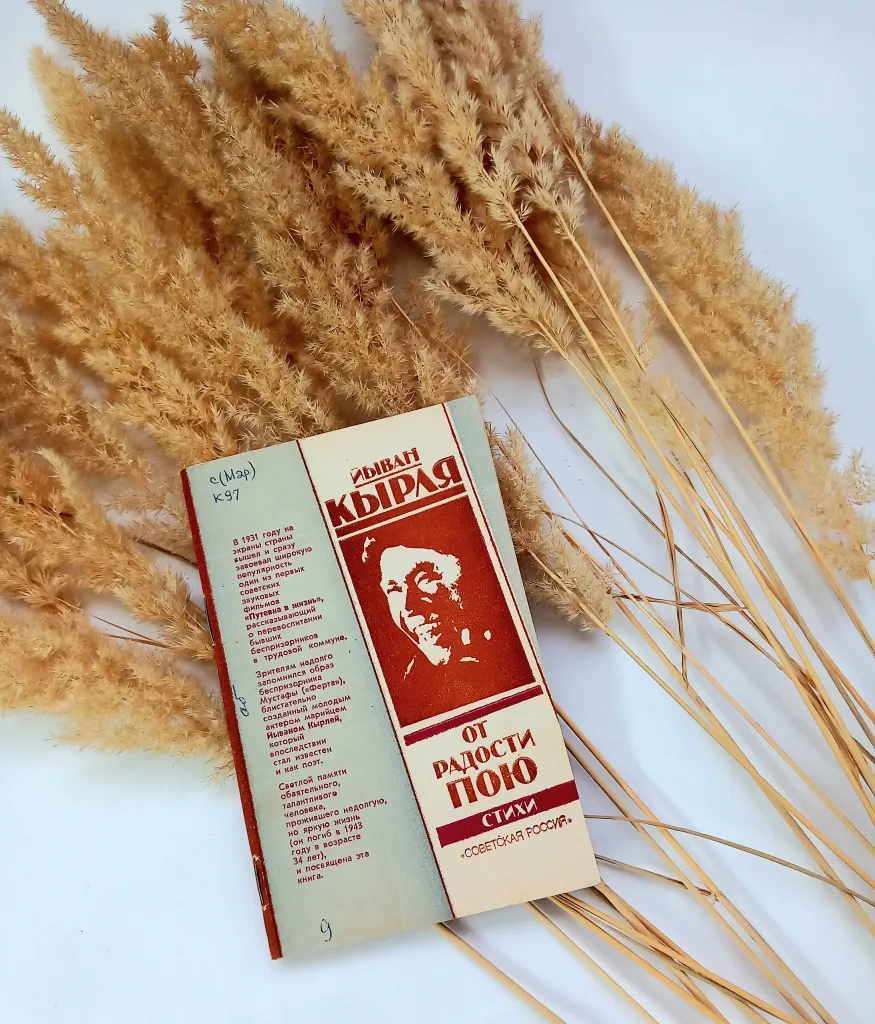 с(Мар)
К97
В 1931 году на
экраны страны
вышел и сразу
завоевал широкую
популярность
один из первых
советских
звуковых
фильмов
«Путевка в жизнь»,
рассказывающий
о перевоспитании
бывших
беспризорников
в трудовой коммуне.
Зрителям надолго
запомнился образ
беспризорника
Мустафы («Ферта»),
блистательно
созданный молодым
актером марийцем
Йываном Кырлей,
который
впоследствии
стал известен
и как поэт.
Светлой памяти
обаятельного,
талантливого
человека,
прожившего недолгую,
но яркую жизнь
(он погиб в 1943
году в возрасте
34 лет),
и посвящена эта
книга.
9
ЙЫВАН
КЫРЛЯ
ОТ
РАДОСТИ
ПОЮ
СТИХИ
«СОВЕТСКАЯ РОССИЯ»